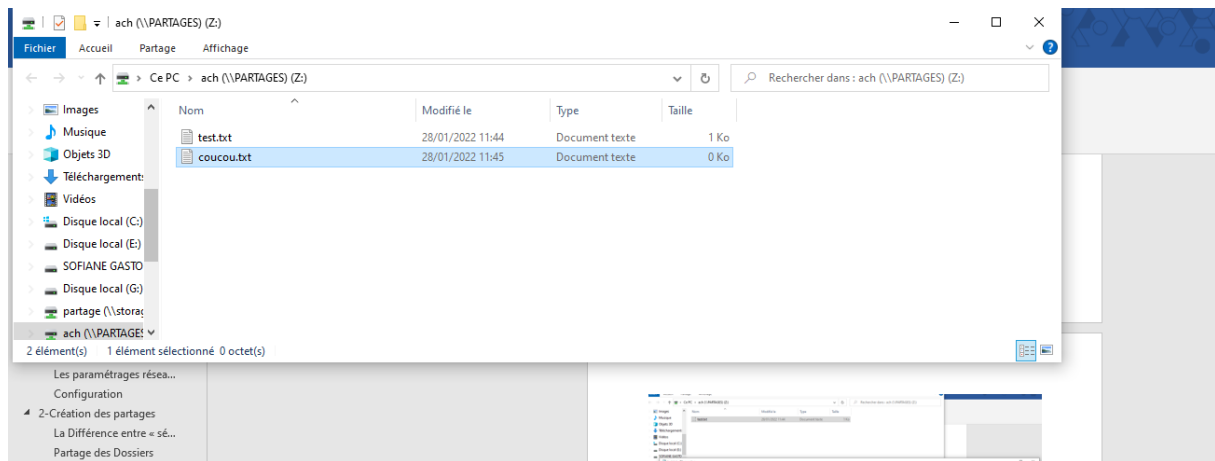 ach (\\PARTAGES) (Z:)
Fichier Accueil Partage Affichage
Ce PC > ach (\\PARTAGES) (Z:)
Rechercher dans : ach (\\PARTAGES) (Z:)
Nom Modifié le Type Taille
test.txt 28/01/2022 11:44 Document texte 1 Ko
coucou.txt 28/01/2022 11:45 Document texte 0 Ko
Images
Musique
Objets 3D
Téléchargement
Vidéos
Disque local (C:)
Disque local (E:)
SOFIANE GASTO
Disque local (G:)
partage (\\storag
ach (\\PARTAGES
2 élément(s) 1 élément sélectionné 0 octet(s)
Les paramétrages résea...
Configuration
2-Création des partages
La Différence entre « sé...
Partage des Dossiers